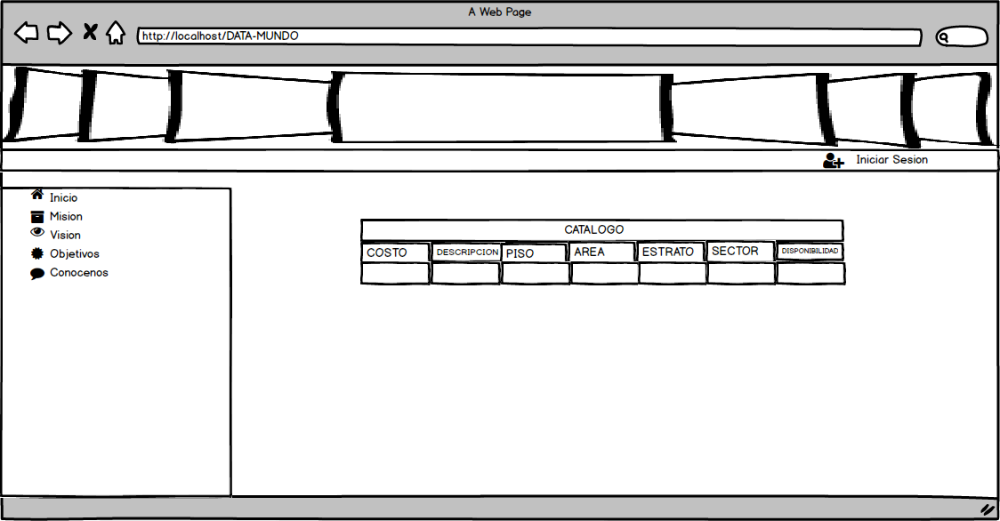 A Web Page
http://localhost/DATA-MUNDO
Iniciar Sesion
Inicio
Mision
Vision
Objetivos
Conocenos
CATALOGO
COSTO DESCRIPCION PISO AREA ESTRATO SECTOR DISPONIBILIDAD